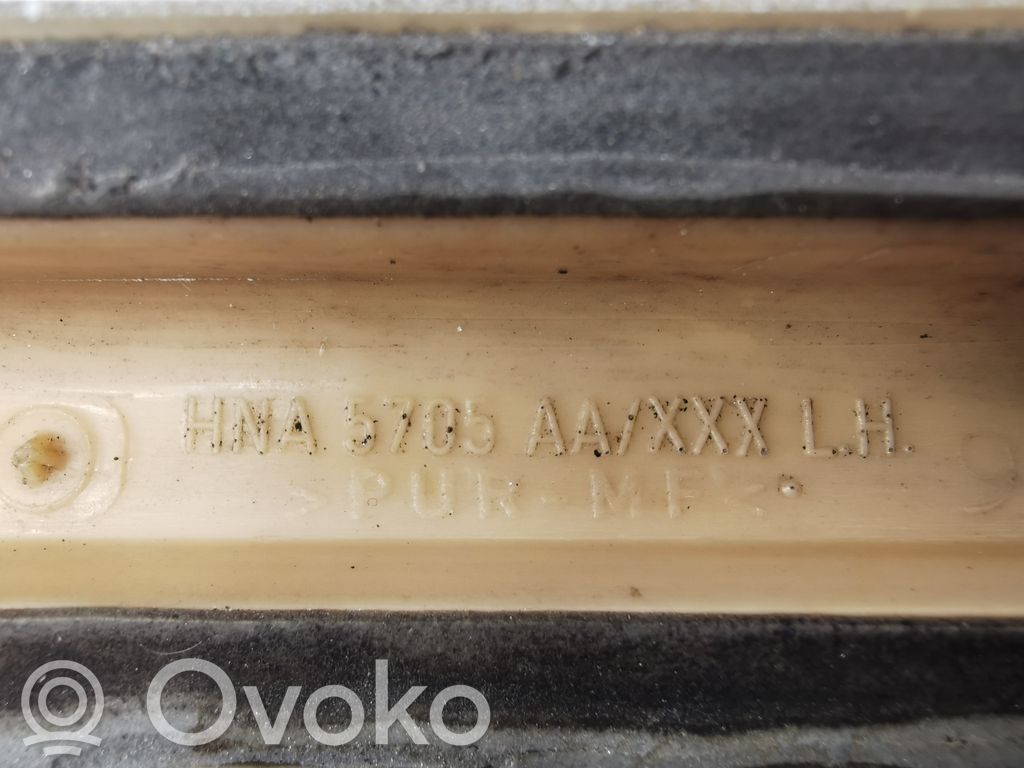 HNA 5705 AA/XXX L.H.
>PUR-MF<
Ovoko